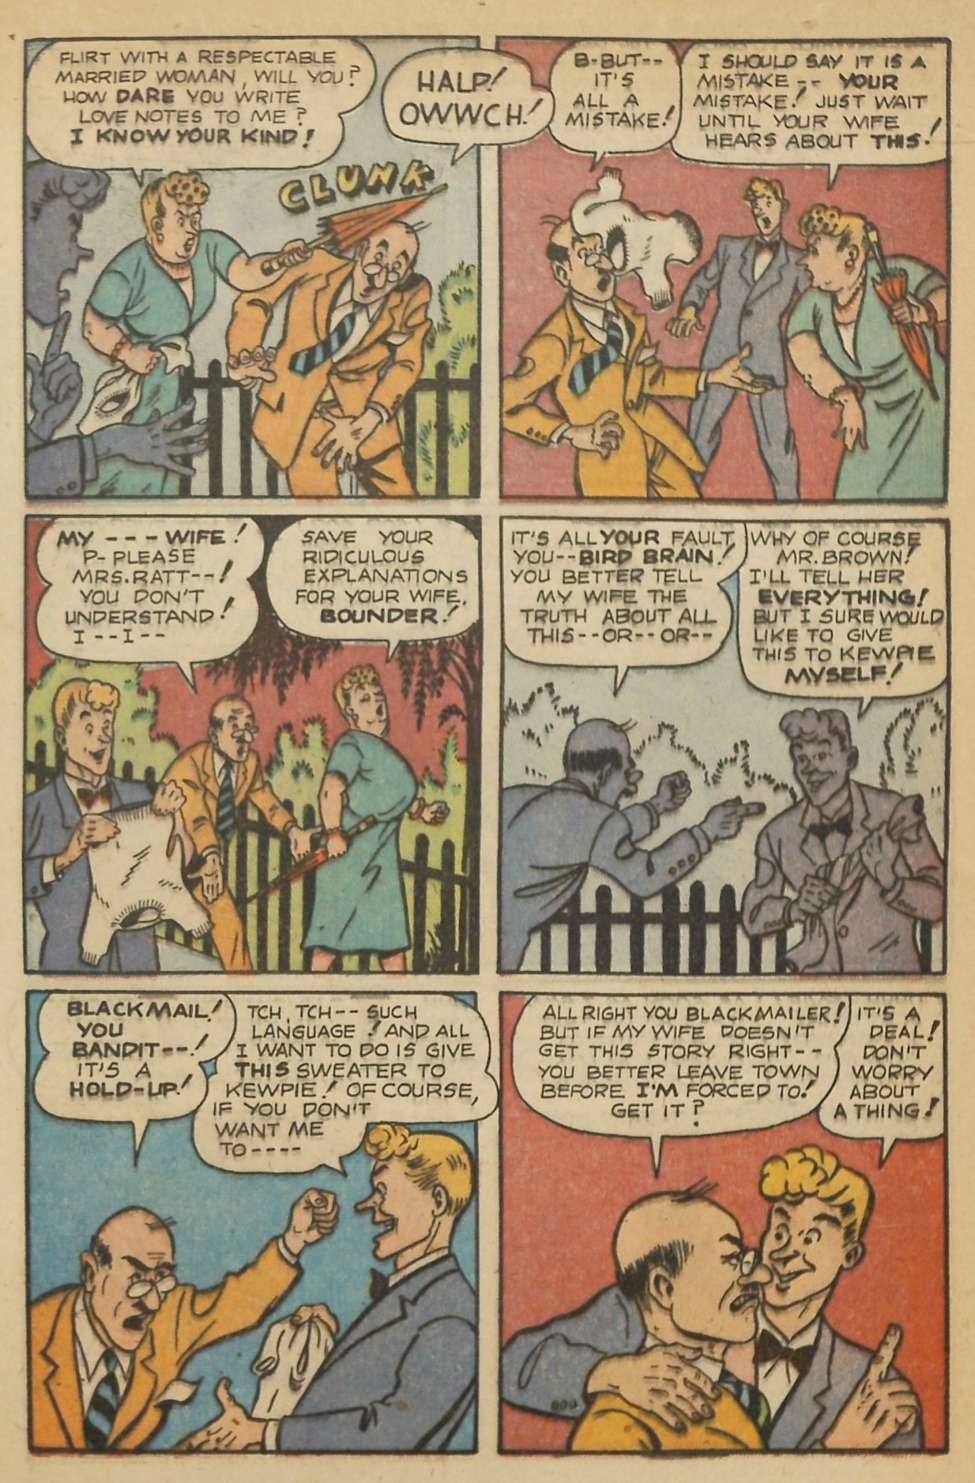 FLIRT WITH A RESPECTABLE
MARRIED WOMAN, WILL YOU?
HOW DARE YOU WRITE
LOVE NOTES TO ME?
I KNOW YOUR KIND!
HALP!
OWWCH!
CLUNK
B-BUT--
IT'S
ALL A
MISTAKE!
I SHOULD SAY IT IS A
MISTAKE -- YOUR
MISTAKE! JUST WAIT
UNTIL YOUR WIFE
HEARS ABOUT THIS!
MY --- WIFE!
P-PLEASE
MRS. RATT--!
YOU DON'T
UNDERSTAND!
I--I--
SAVE YOUR
RIDICULOUS
EXPLANATIONS
FOR YOUR WIFE,
BOUNDER!
IT'S ALL YOUR FAULT,
YOU--BIRD BRAIN!
YOU BETTER TELL
MY WIFE THE
TRUTH ABOUT ALL
THIS--OR--OR--
WHY OF COURSE
MR. BROWN!
I'LL TELL HER
EVERYTHING!
BUT I SURE WOULD
LIKE TO GIVE
THIS TO KEWPIE
MYSELF!
BLACKMAIL!
YOU
BANDIT--!
IT'S A
HOLD-UP!
TCH, TCH-- SUCH
LANGUAGE! AND ALL
I WANT TO DO IS GIVE
THIS SWEATER TO
KEWPIE! OF COURSE,
IF YOU DON'T
WANT ME
TO----
ALL RIGHT YOU BLACKMAILER!
BUT IF MY WIFE DOESN'T
GET THIS STORY RIGHT--
YOU BETTER LEAVE TOWN
BEFORE I'M FORCED TO!
GET IT?
IT'S A
DEAL!
DON'T
WORRY
ABOUT
A THING!